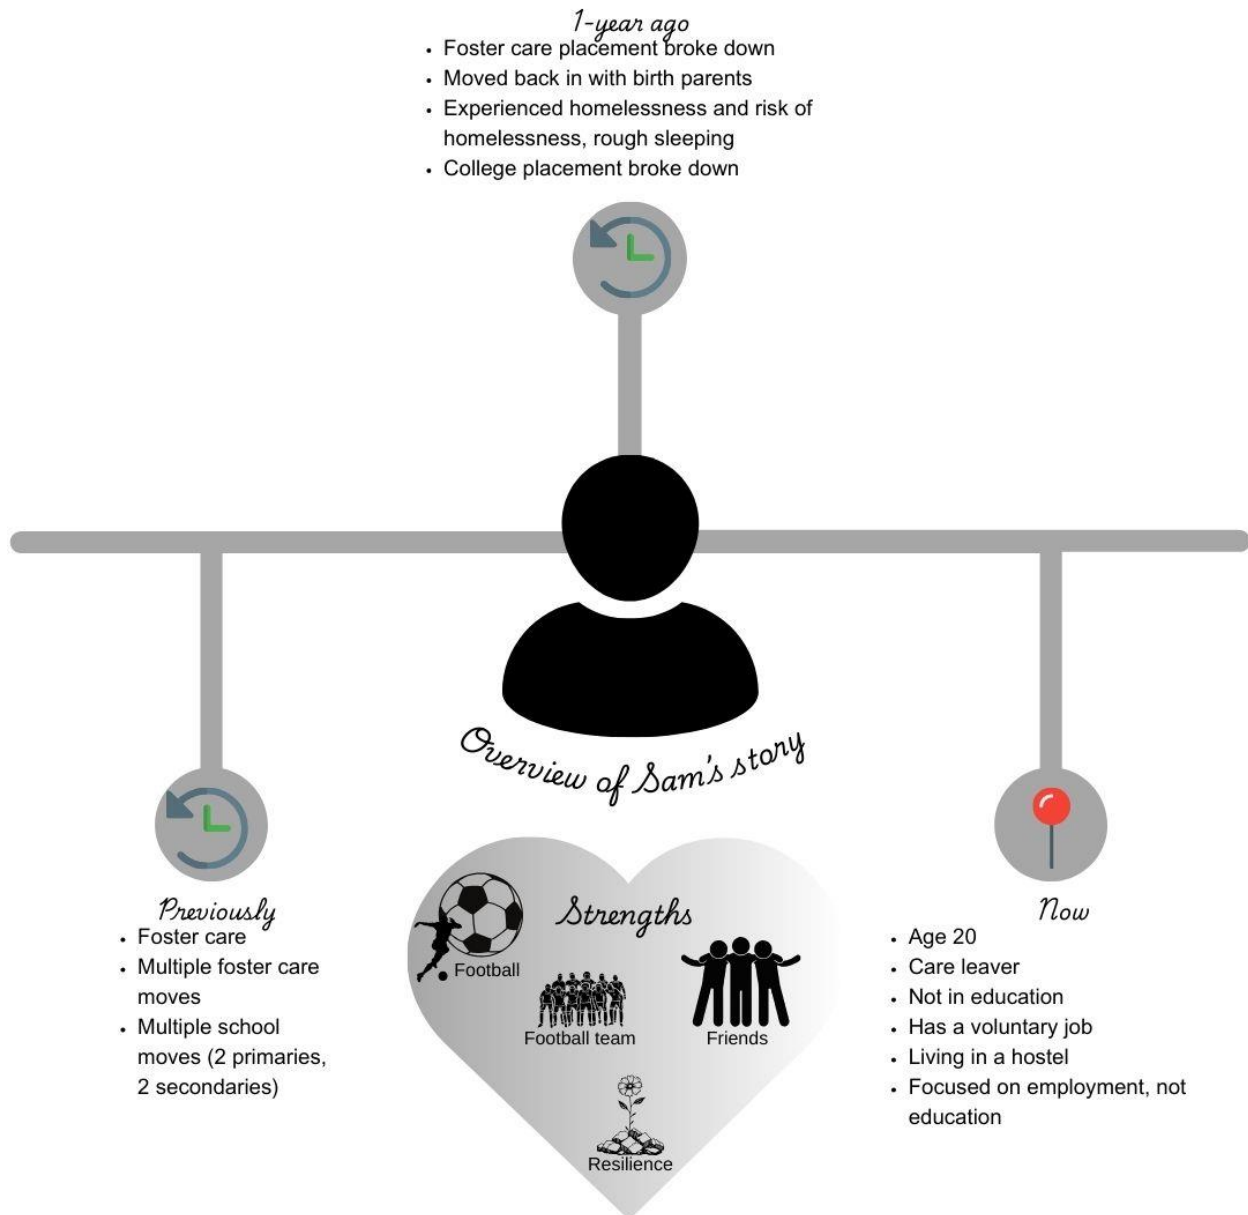 1-year ago
• Foster care placement broke down
• Moved back in with birth parents
• Experienced homelessness and risk of
homelessness, rough sleeping
• College placement broke down
Overview of Sam's story
Previously
• Foster care
• Multiple foster care
moves
• Multiple school
moves (2 primaries,
2 secondaries)
Strengths
Football
Football team
Friends
Resilience
Now
• Age 20
• Care leaver
• Not in education
• Has a voluntary job
• Living in a hostel
• Focused on employment, not
education